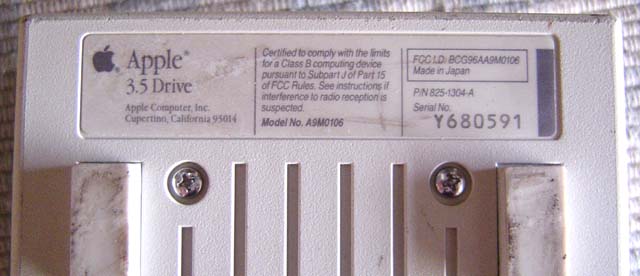 Apple®
3.5 Drive
Apple Computer, Inc.
Cupertino, California 95014
Certified to comply with the limits
for a Class B computing device
pursuant to Subpart J of Part 15
of FCC Rules. See instructions if
interference to radio reception is
suspected.
Model No. A9M0106
FCC I.D. BCG96AA9M0106
Made in Japan
P/N 825-1304-A
Serial No.
Y680591